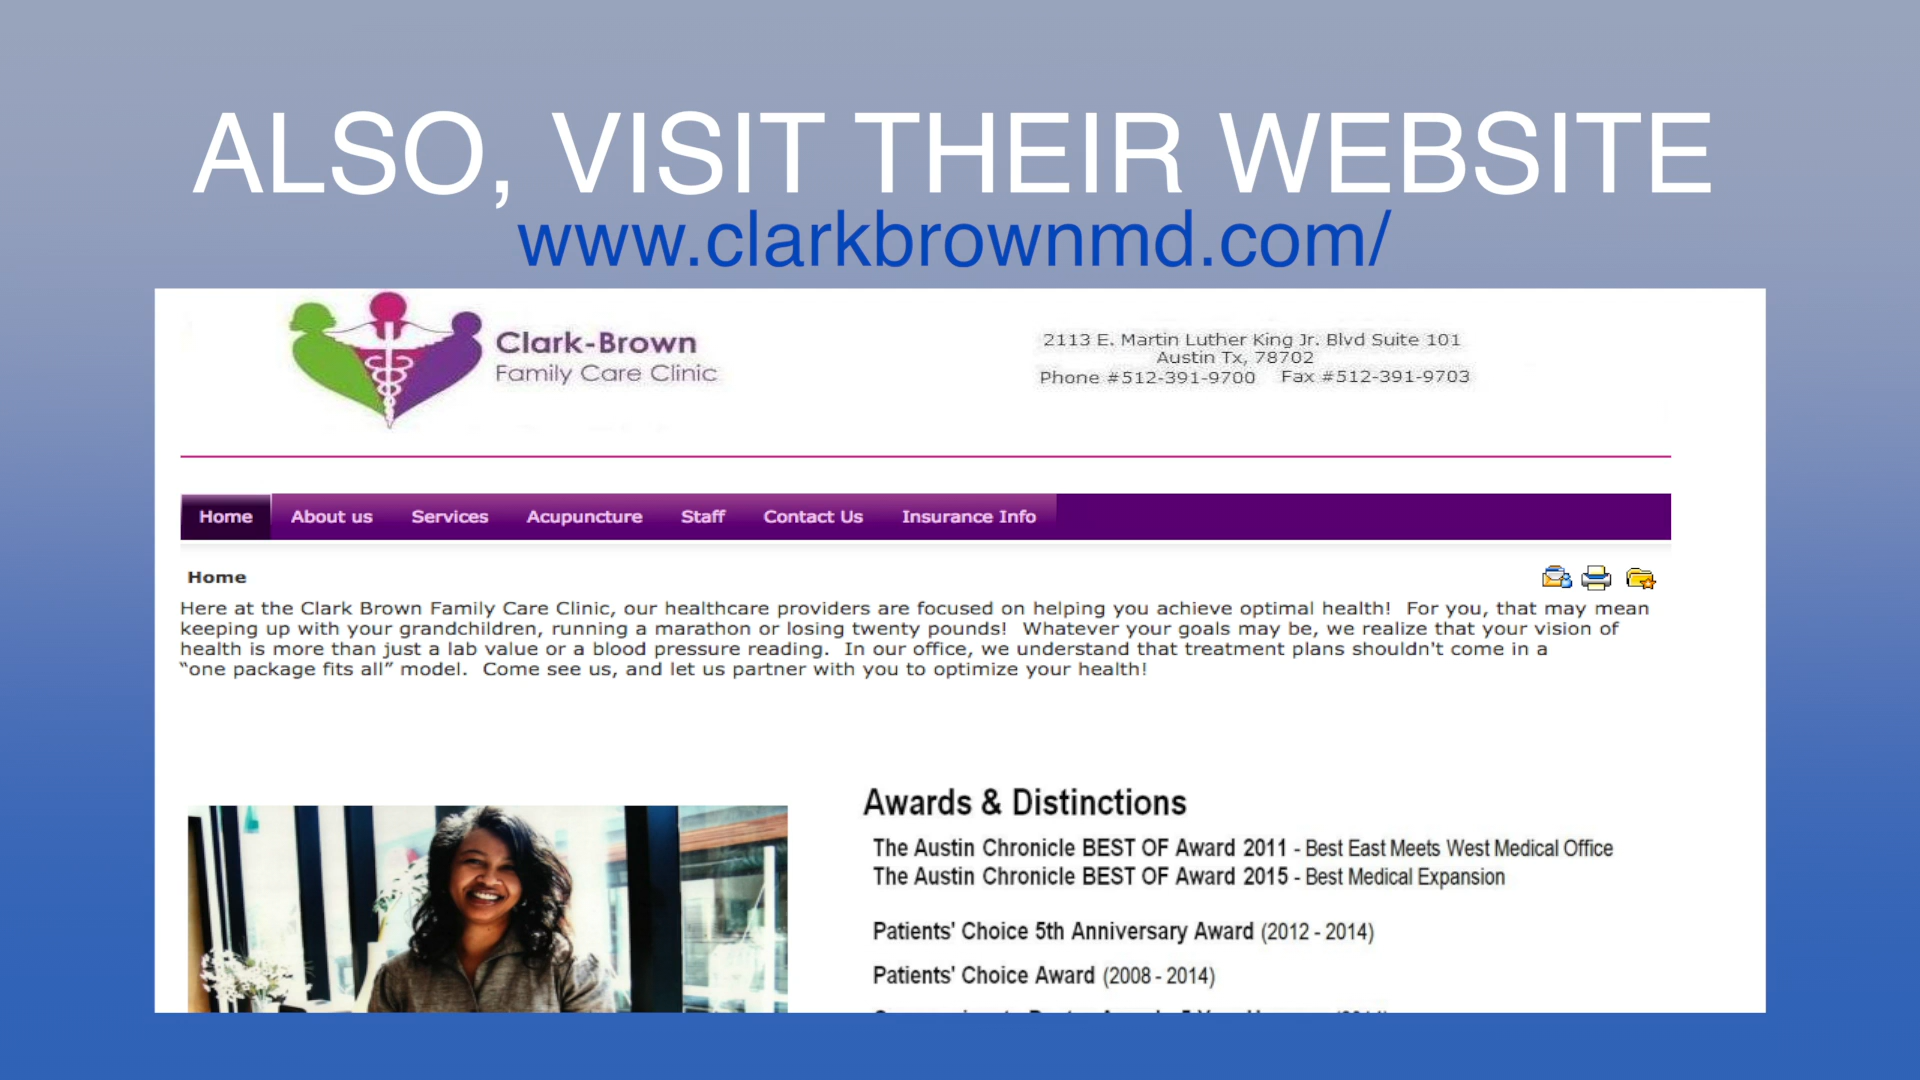 ALSO, VISIT THEIR WEBSITE
www.clarkbrownmd.com/
Clark-Brown
Family Care Clinic
2113 E. Martin Luther King Jr. Blvd Suite 101
Austin Tx, 78702
Phone #512-391-9700 Fax #512-391-9703
Home About us Services Acupuncture Staff Contact Us Insurance Info
Home
Here at the Clark Brown Family Care Clinic, our healthcare providers are focused on helping you achieve optimal health! For you, that may mean
keeping up with your grandchildren, running a marathon or losing twenty pounds! Whatever your goals may be, we realize that your vision of
health is more than just a lab value or a blood pressure reading. In our office, we understand that treatment plans shouldn't come in a
“one package fits all” model. Come see us, and let us partner with you to optimize your health!
Awards & Distinctions
The Austin Chronicle BEST OF Award 2011 - Best East Meets West Medical Office
The Austin Chronicle BEST OF Award 2015 - Best Medical Expansion
Patients' Choice 5th Anniversary Award (2012 - 2014)
Patients' Choice Award (2008 - 2014)